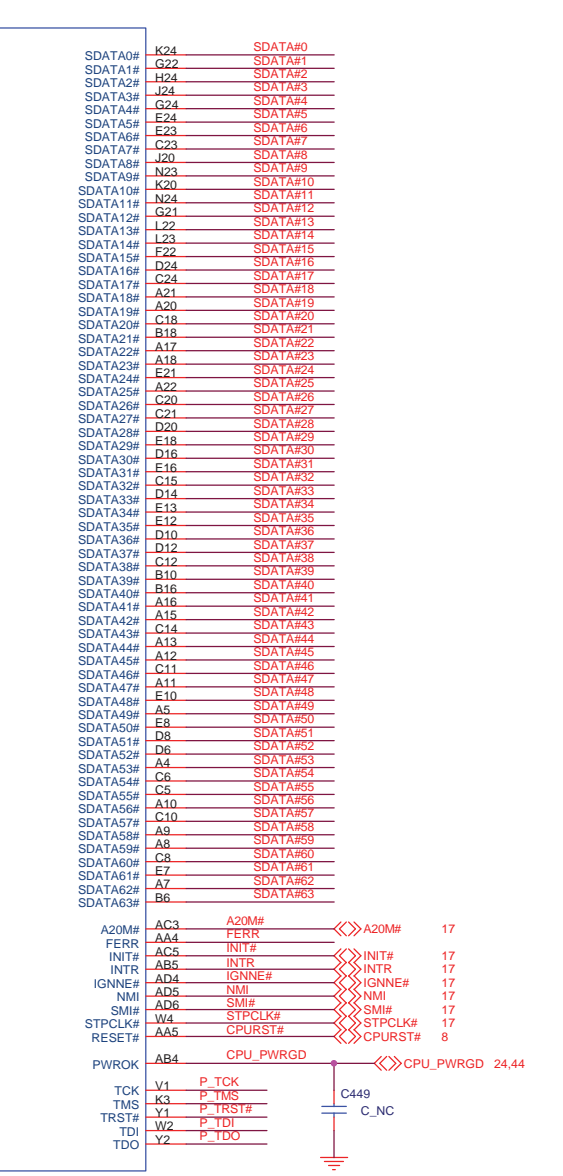 SDATA0# K24 SDATA#0
SDATA1# G22 SDATA#1
SDATA2# H24 SDATA#2
SDATA3# J24 SDATA#3
SDATA4# G24 SDATA#4
SDATA5# E24 SDATA#5
SDATA6# E23 SDATA#6
SDATA7# C23 SDATA#7
SDATA8# J20 SDATA#8
SDATA9# N23 SDATA#9
SDATA10# K20 SDATA#10
SDATA11# N24 SDATA#11
SDATA12# G21 SDATA#12
SDATA13# L22 SDATA#13
SDATA14# L23 SDATA#14
SDATA15# F22 SDATA#15
SDATA16# D24 SDATA#16
SDATA17# C24 SDATA#17
SDATA18# A21 SDATA#18
SDATA19# A20 SDATA#19
SDATA20# C18 SDATA#20
SDATA21# B18 SDATA#21
SDATA22# A17 SDATA#22
SDATA23# A18 SDATA#23
SDATA24# E21 SDATA#24
SDATA25# A22 SDATA#25
SDATA26# C20 SDATA#26
SDATA27# C21 SDATA#27
SDATA28# D20 SDATA#28
SDATA29# E18 SDATA#29
SDATA30# D16 SDATA#30
SDATA31# E16 SDATA#31
SDATA32# C15 SDATA#32
SDATA33# D14 SDATA#33
SDATA34# E13 SDATA#34
SDATA35# E12 SDATA#35
SDATA36# D10 SDATA#36
SDATA37# D12 SDATA#37
SDATA38# C12 SDATA#38
SDATA39# B10 SDATA#39
SDATA40# B16 SDATA#40
SDATA41# A16 SDATA#41
SDATA42# A15 SDATA#42
SDATA43# C14 SDATA#43
SDATA44# A13 SDATA#44
SDATA45# A12 SDATA#45
SDATA46# C11 SDATA#46
SDATA47# A11 SDATA#47
SDATA48# E10 SDATA#48
SDATA49# A5 SDATA#49
SDATA50# E8 SDATA#50
SDATA51# D8 SDATA#51
SDATA52# D6 SDATA#52
SDATA53# A4 SDATA#53
SDATA54# C6 SDATA#54
SDATA55# C5 SDATA#55
SDATA56# A10 SDATA#56
SDATA57# C10 SDATA#57
SDATA58# A9 SDATA#58
SDATA59# A8 SDATA#59
SDATA60# C8 SDATA#60
SDATA61# E7 SDATA#61
SDATA62# A7 SDATA#62
SDATA63# B6 SDATA#63
A20M# AC3 A20M# A20M# 17
FERR AA4 FERR
INIT# AC5 INIT# INIT# 17
INTR AB5 INTR INTR 17
IGNNE# AD4 IGNNE# IGNNE# 17
NMI AD5 NMI NMI 17
SMI# AD6 SMI# SMI# 17
STPCLK# W4 STPCLK# STPCLK# 17
RESET# AA5 CPURST# CPURST# 8
PWROK AB4 CPU_PWRGD CPU_PWRGD 24,44
TCK V1 P_TCK
TMS K3 P_TMS
TRST# Y1 P_TRST#
TDI W2 P_TDI
TDO Y2 P_TDO
C449
C_NC